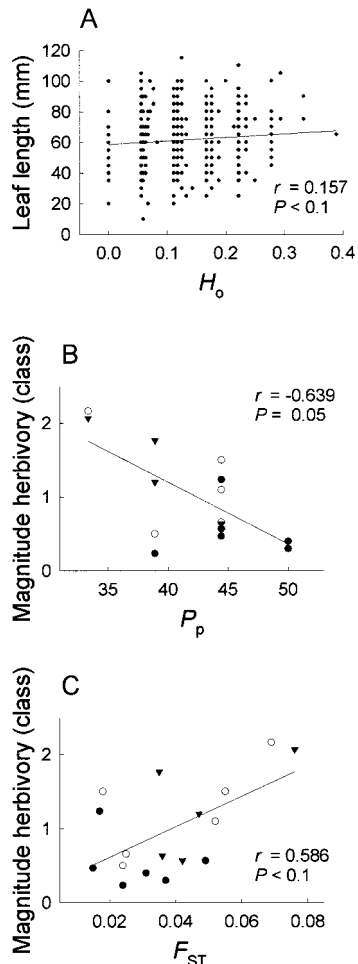 A
Leaf length (mm)
120
100
80
60
40
20
0
r = 0.157
P < 0.1
0.0 0.1 0.2 0.3 0.4
Ho
B
Magnitude herbivory (class)
2
1
0
r = -0.639
P = 0.05
35 40 45 50
Pp
C
Magnitude herbivory (class)
2
1
0
r = 0.586
P < 0.1
0.02 0.04 0.06 0.08
FST